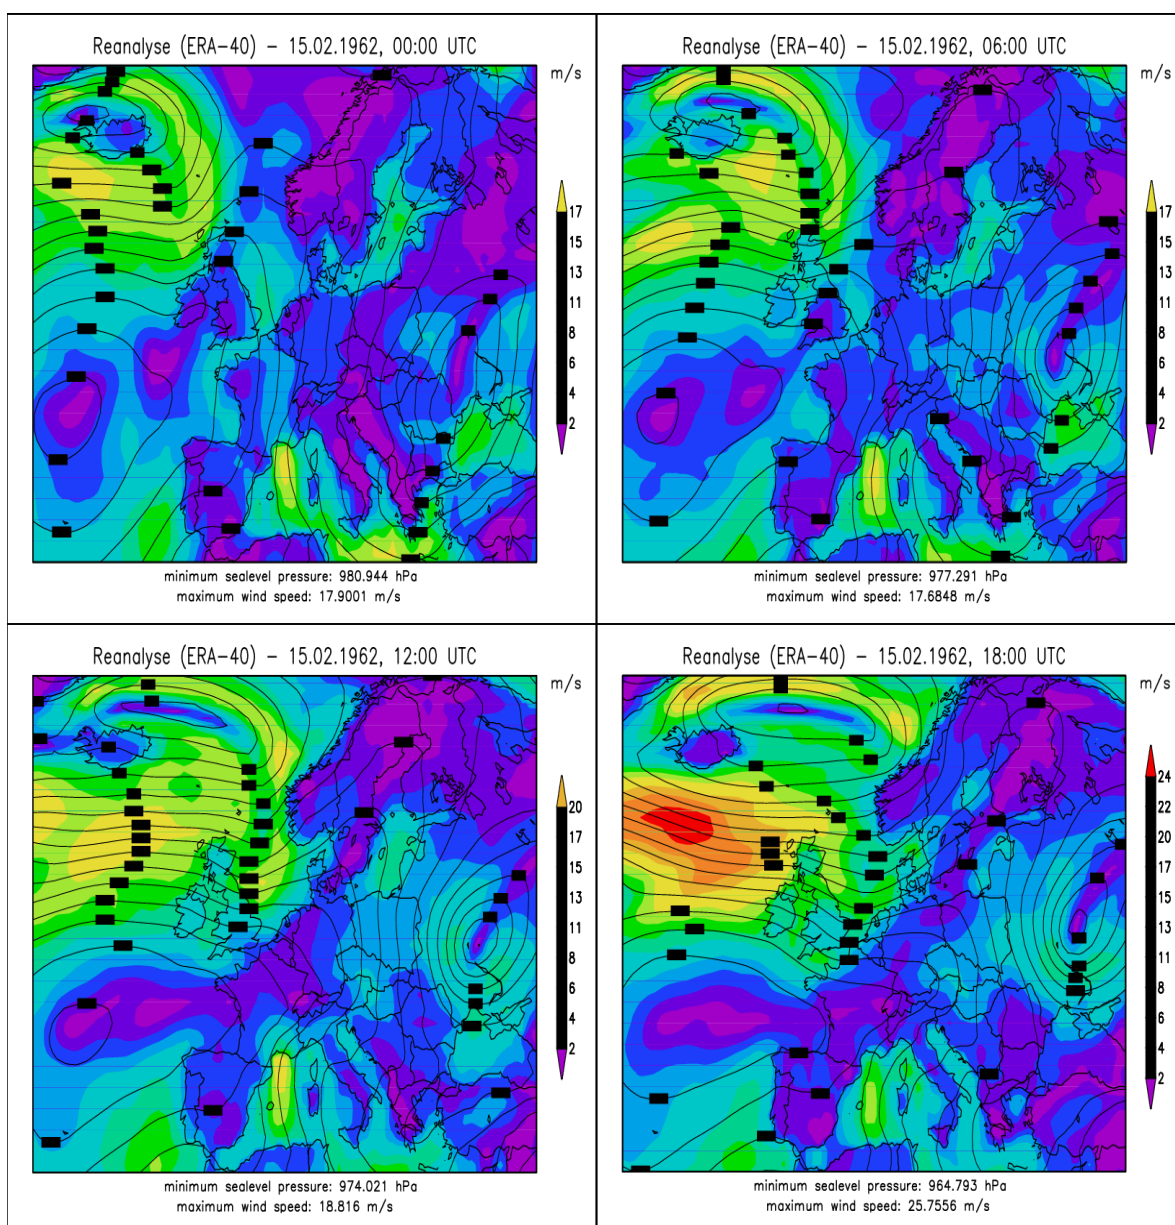 Reanalyse (ERA-40) - 15.02.1962, 00:00 UTC
m/s
17
15
13
11
8
6
4
2
minimum sealevel pressure: 980.944 hPa
maximum wind speed: 17.9001 m/s
Reanalyse (ERA-40) - 15.02.1962, 06:00 UTC
m/s
17
15
13
11
8
6
4
2
minimum sealevel pressure: 977.291 hPa
maximum wind speed: 17.6848 m/s
Reanalyse (ERA-40) - 15.02.1962, 12:00 UTC
m/s
20
17
15
13
11
8
6
4
2
minimum sealevel pressure: 974.021 hPa
maximum wind speed: 18.816 m/s
Reanalyse (ERA-40) - 15.02.1962, 18:00 UTC
m/s
24
22
20
17
15
13
11
8
6
4
2
minimum sealevel pressure: 964.793 hPa
maximum wind speed: 25.7556 m/s